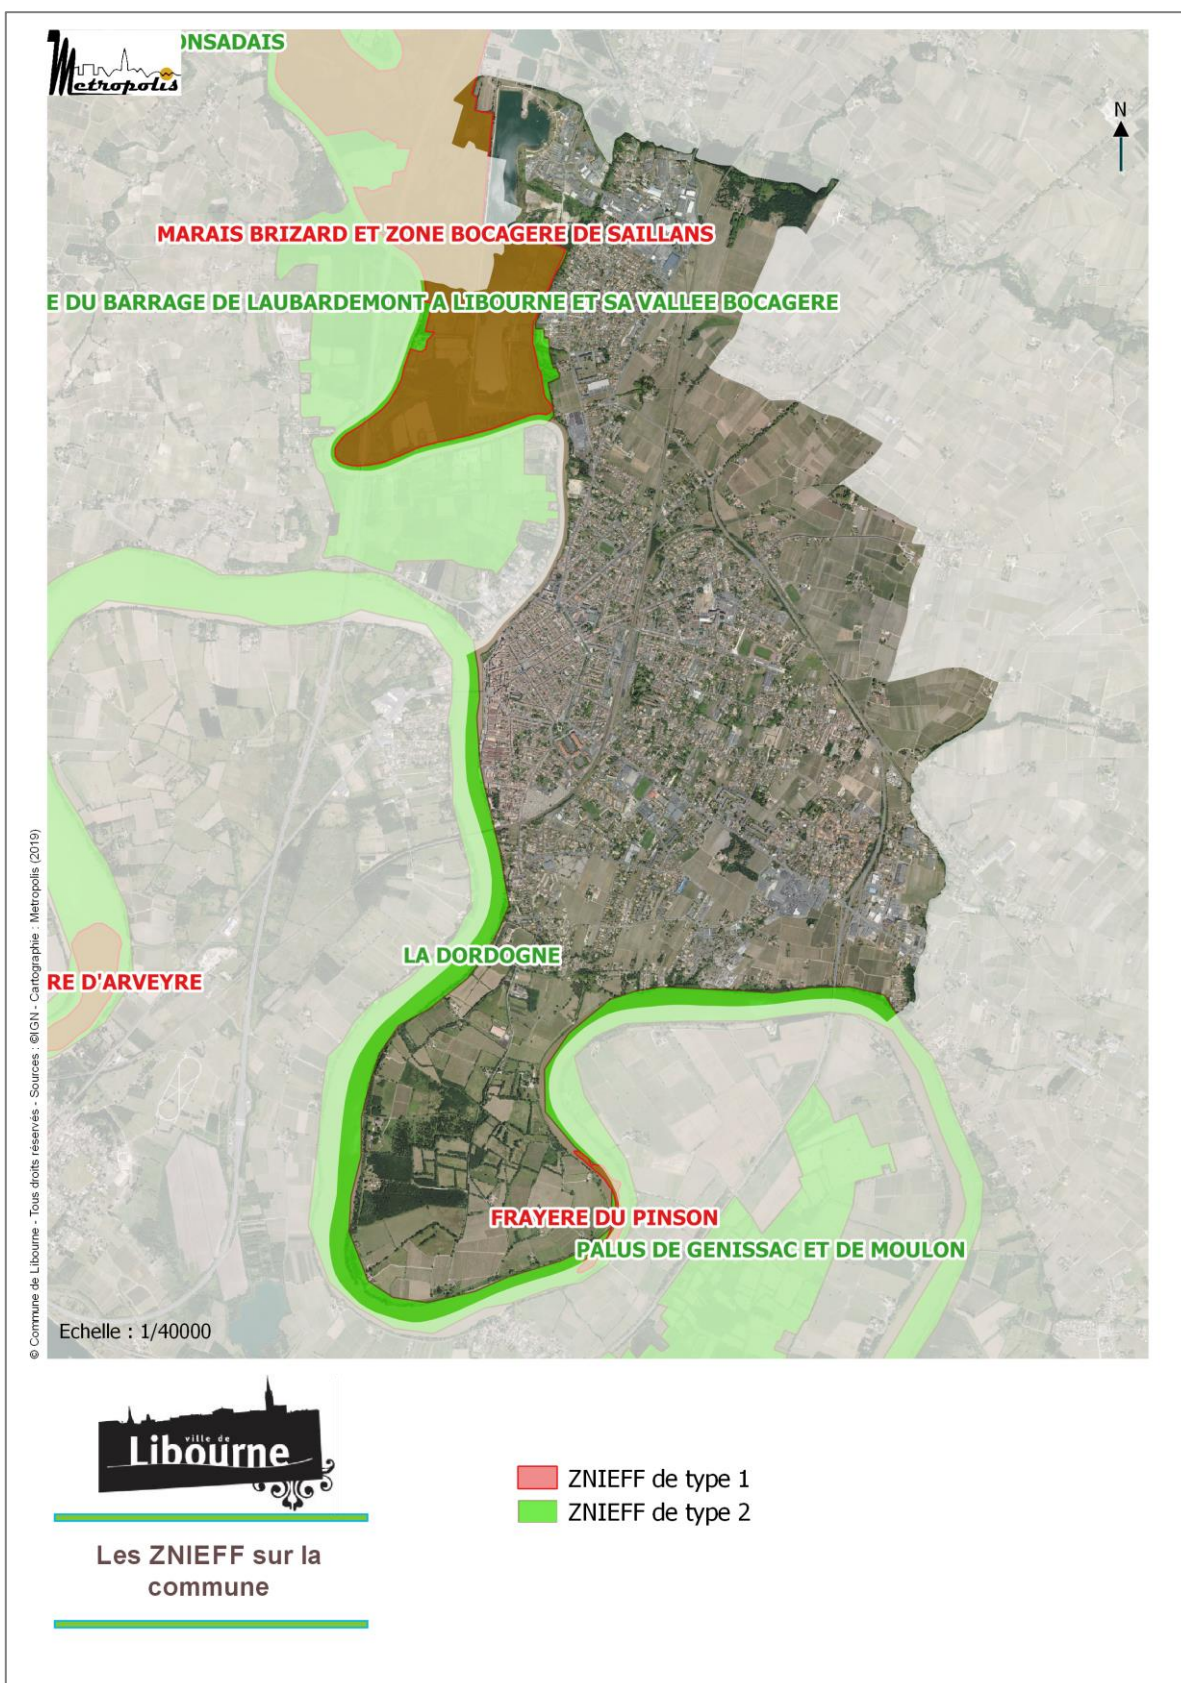 ONSADAIS
Metropolis
N
MARAIS BRIZARD ET ZONE BOCAGERE DE SAILLANS
E DU BARRAGE DE LAUBARDEMONT A LIBOURNE ET SA VALLEE BOCAGERE
LA DORDOGNE
RE D'ARVEYRE
FRAYERE DU PINSON
PALUS DE GENISSAC ET DE MOULON
Echelle : 1/40000
© Commune de Libourne - Tous droits réservés - Sources : ©IGN - Cartographie : Metropolis (2019)
ville de
Libourne
Les ZNIEFF sur la
commune
ZNIEFF de type 1
ZNIEFF de type 2